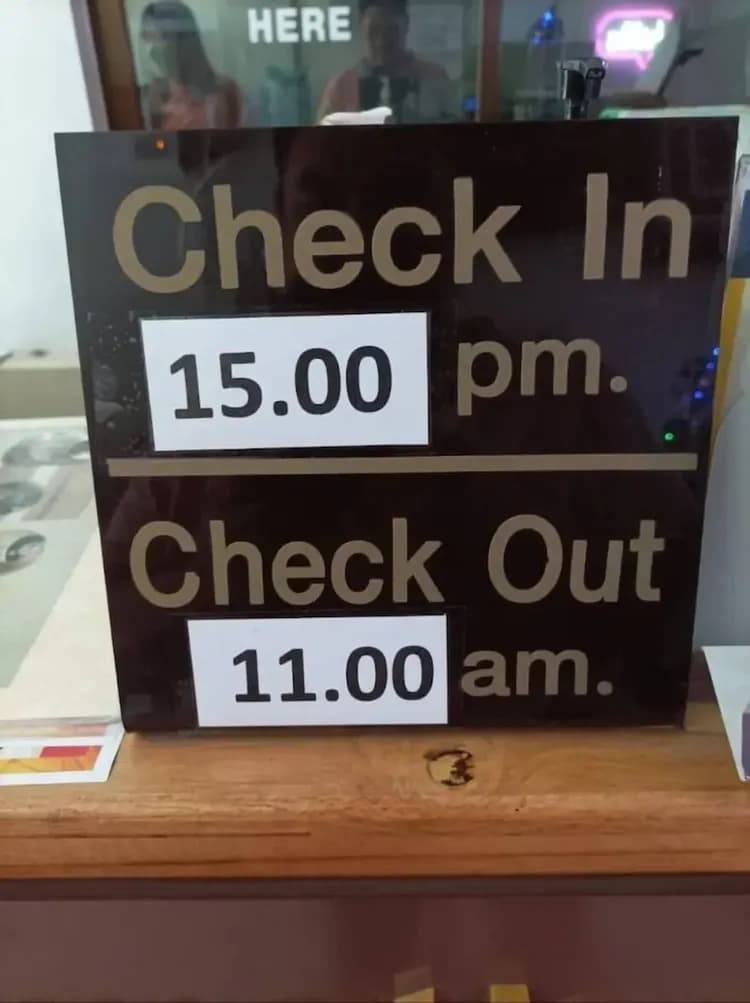 HERE
Check In
15.00 pm.
Check Out
11.00 am.